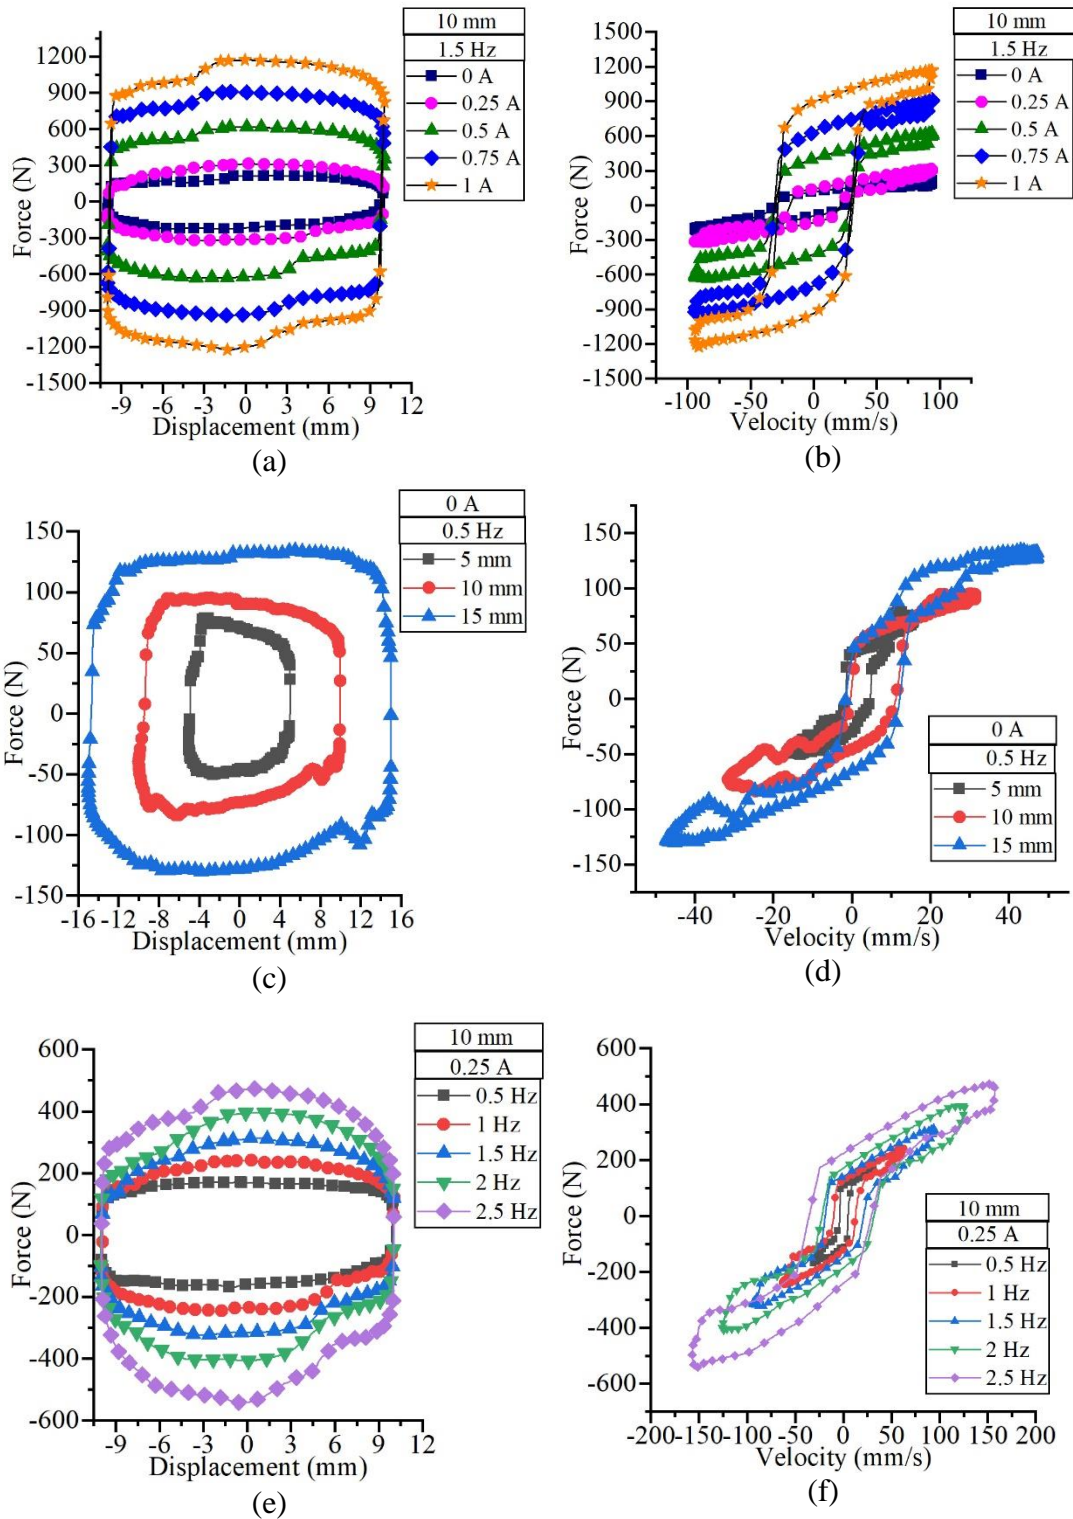 10 mm
1.5 Hz
0 A
0.25 A
0.5 A
0.75 A
1 A
1200
900
600
300
0
-300
-600
-900
-1200
-1500
Force (N)
-9 -6 -3 0 3 6 9 12
Displacement (mm)
(a)
10 mm
1.5 Hz
0 A
0.25 A
0.5 A
0.75 A
1 A
1500
1200
900
600
300
0
-300
-600
-900
-1200
-1500
Force (N)
-100 -50 0 50 100
Velocity (mm/s)
(b)
0 A
0.5 Hz
5 mm
10 mm
15 mm
150
100
50
0
-50
-100
-150
Force (N)
-16 -12 -8 -4 0 4 8 12 16
Displacement (mm)
(c)
150
100
50
0
-50
-100
-150
Force (N)
0 A
0.5 Hz
5 mm
10 mm
15 mm
-40 -20 0 20 40
Velocity (mm/s)
(d)
10 mm
0.25 A
0.5 Hz
1 Hz
1.5 Hz
2 Hz
2.5 Hz
600
400
200
0
-200
-400
-600
Force (N)
-9 -6 -3 0 3 6 9 12
Displacement (mm)
(e)
600
400
200
0
-200
-400
-600
Force (N)
10 mm
0.25 A
0.5 Hz
1 Hz
1.5 Hz
2 Hz
2.5 Hz
-200 -150 -100 -50 0 50 100 150 200
Velocity (mm/s)
(f)